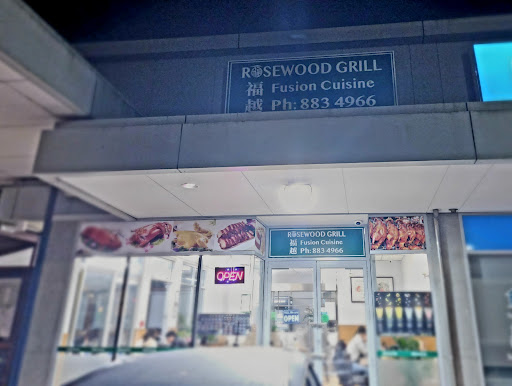 ROSEWOOD GRILL
福 Fusion Cuisine
越 Ph: 883 4966
ROSEWOOD GRILL
福 Fusion Cuisine
越 Ph: 883 4966
OPEN
OPEN